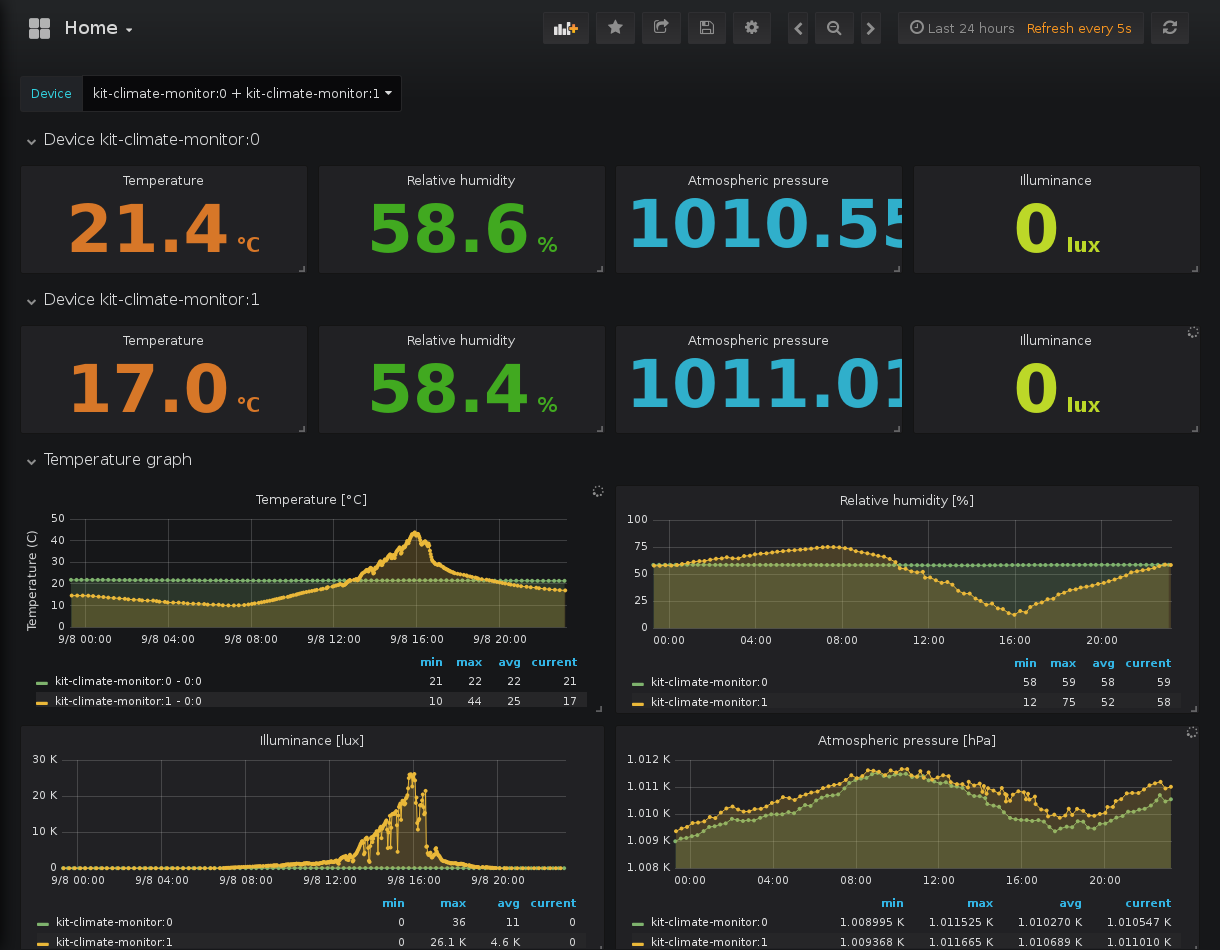 Home
Last 24 hours Refresh every 5s
Device kit-climate-monitor:0 + kit-climate-monitor:1
Device kit-climate-monitor:0
Temperature Relative humidity Atmospheric pressure Illuminance
21.4 °C 58.6 % 1010.55 0 lux
Device kit-climate-monitor:1
Temperature Relative humidity Atmospheric pressure Illuminance
17.0 °C 58.4 % 1011.01 0 lux
Temperature graph
Temperature [°C]
Temperature (C)
50
40
30
20
10
0
9/8 00:00 9/8 04:00 9/8 08:00 9/8 12:00 9/8 16:00 9/8 20:00
min max avg current
kit-climate-monitor:0 - 0:0 21 22 22 21
kit-climate-monitor:1 - 0:0 10 44 25 17
Relative humidity [%]
100
75
50
25
0
00:00 04:00 08:00 12:00 16:00 20:00
min max avg current
kit-climate-monitor:0 58 59 58 59
kit-climate-monitor:1 12 75 52 58
Illuminance [lux]
30 K
20 K
10 K
0
9/8 00:00 9/8 04:00 9/8 08:00 9/8 12:00 9/8 16:00 9/8 20:00
min max avg current
kit-climate-monitor:0 0 36 11 0
kit-climate-monitor:1 0 26.1 K 4.6 K 0
Atmospheric pressure [hPa]
1.012 K
1.011 K
1.010 K
1.009 K
1.008 K
00:00 04:00 08:00 12:00 16:00 20:00
min max avg current
kit-climate-monitor:0 1.008995 K 1.011525 K 1.010270 K 1.010547 K
kit-climate-monitor:1 1.009368 K 1.011665 K 1.010689 K 1.011010 K